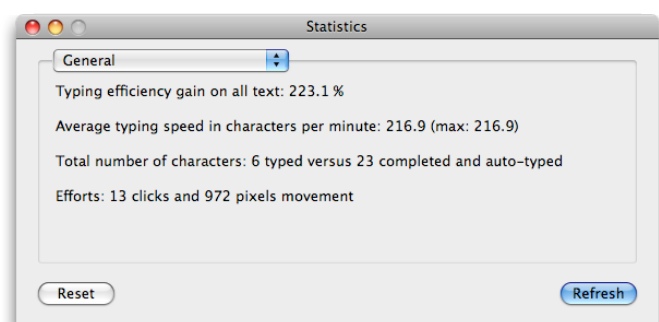 Statistics
General
Typing efficiency gain on all text: 223.1 %
Average typing speed in characters per minute: 216.9 (max: 216.9)
Total number of characters: 6 typed versus 23 completed and auto-typed
Efforts: 13 clicks and 972 pixels movement
Reset
Refresh